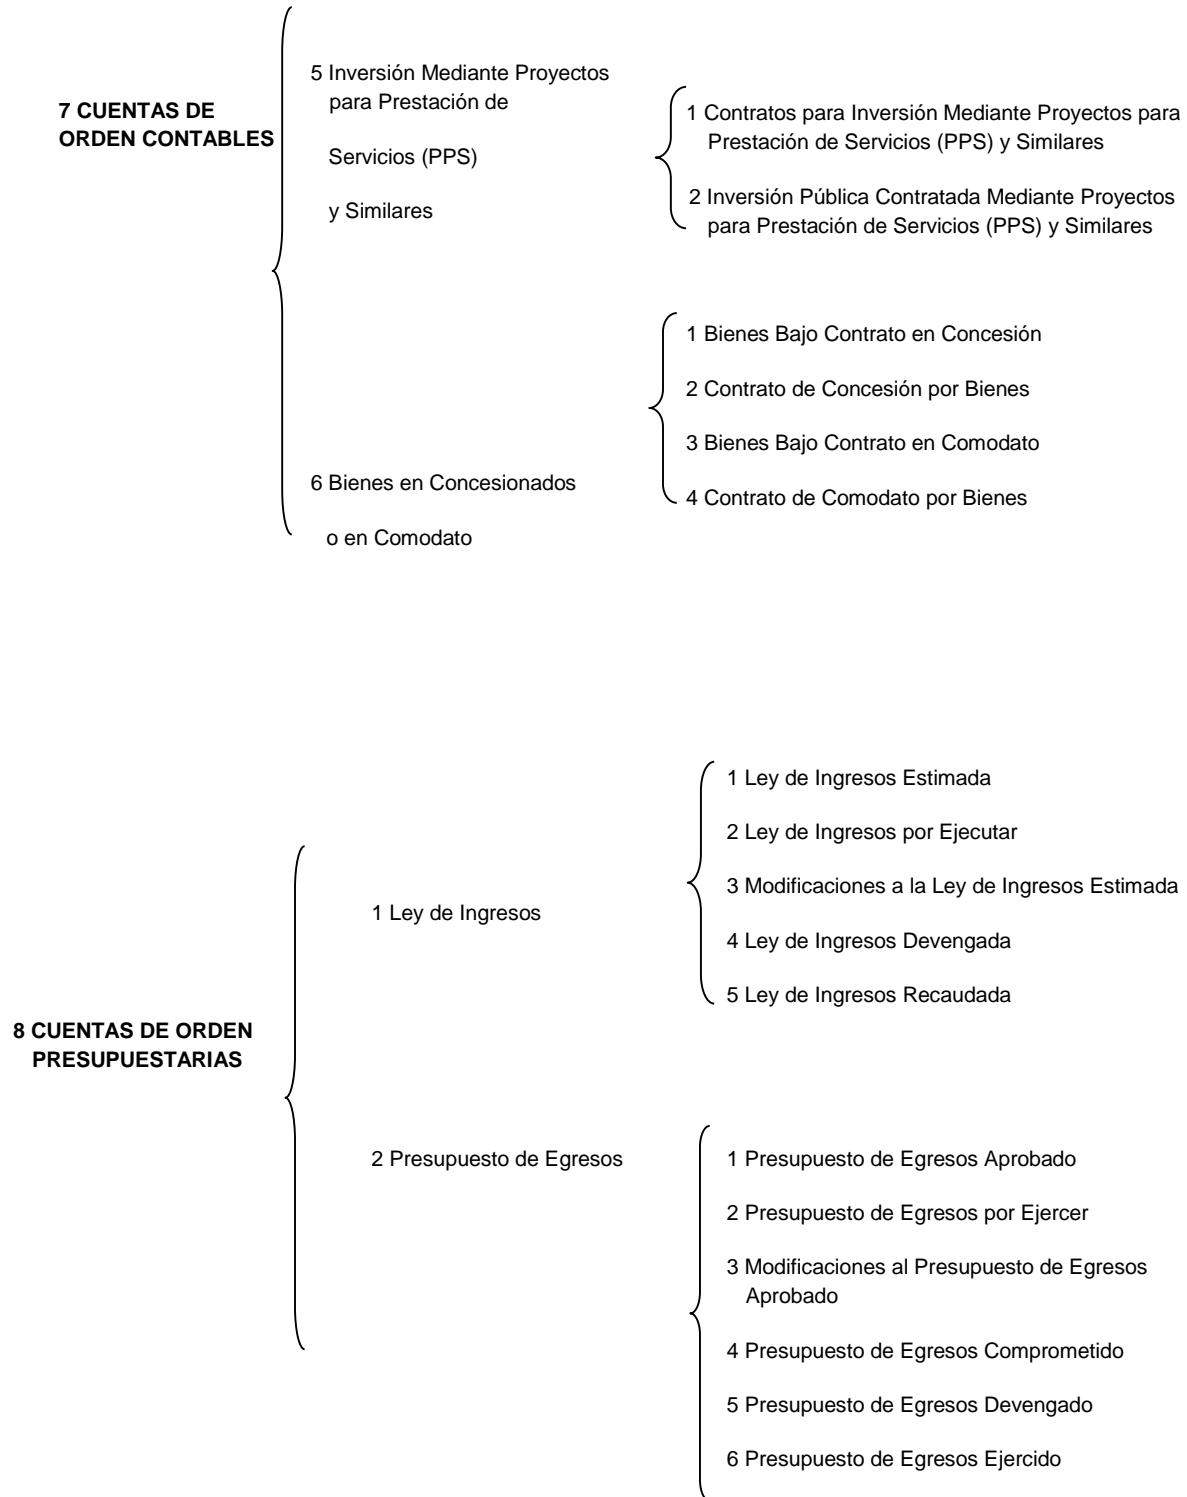 7 CUENTAS DE
ORDEN CONTABLES
5 Inversión Mediante Proyectos
para Prestación de
Servicios (PPS)
y Similares
1 Contratos para Inversión Mediante Proyectos para
Prestación de Servicios (PPS) y Similares
2 Inversión Pública Contratada Mediante Proyectos
para Prestación de Servicios (PPS) y Similares
6 Bienes en Concesionados
o en Comodato
1 Bienes Bajo Contrato en Concesión
2 Contrato de Concesión por Bienes
3 Bienes Bajo Contrato en Comodato
4 Contrato de Comodato por Bienes
8 CUENTAS DE ORDEN
PRESUPUESTARIAS
1 Ley de Ingresos
1 Ley de Ingresos Estimada
2 Ley de Ingresos por Ejecutar
3 Modificaciones a la Ley de Ingresos Estimada
4 Ley de Ingresos Devengada
5 Ley de Ingresos Recaudada
2 Presupuesto de Egresos
1 Presupuesto de Egresos Aprobado
2 Presupuesto de Egresos por Ejercer
3 Modificaciones al Presupuesto de Egresos
Aprobado
4 Presupuesto de Egresos Comprometido
5 Presupuesto de Egresos Devengado
6 Presupuesto de Egresos Ejercido